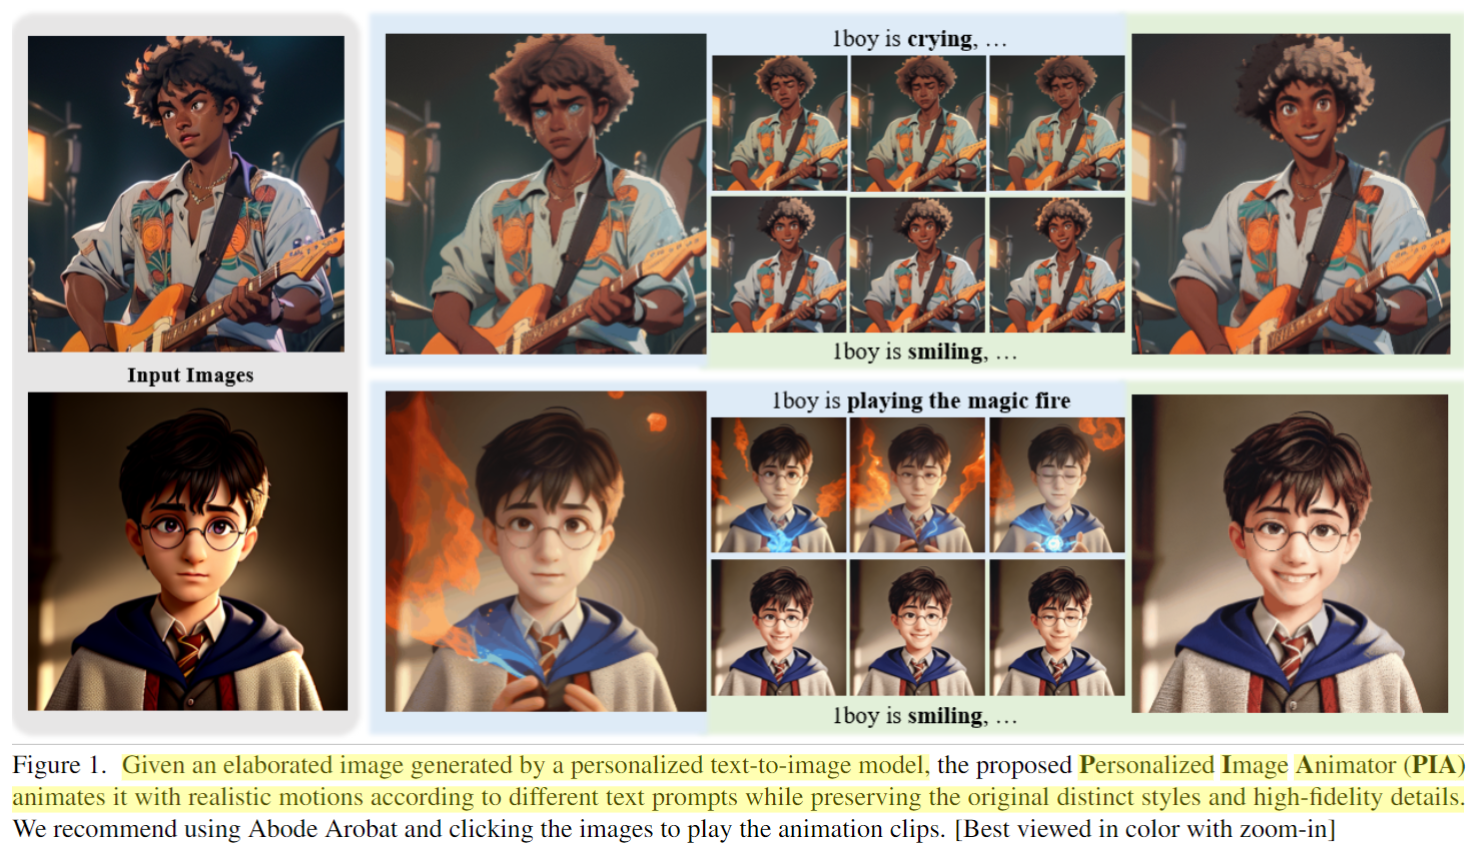 1boy is crying, …
Input Images
1boy is smiling, …
1boy is playing the magic fire
1boy is smiling, …
Figure 1. Given an elaborated image generated by a personalized text-to-image model, the proposed Personalized Image Animator (PIA)
animates it with realistic motions according to different text prompts while preserving the original distinct styles and high-fidelity details.
We recommend using Abode Arobat and clicking the images to play the animation clips. [Best viewed in color with zoom-in]